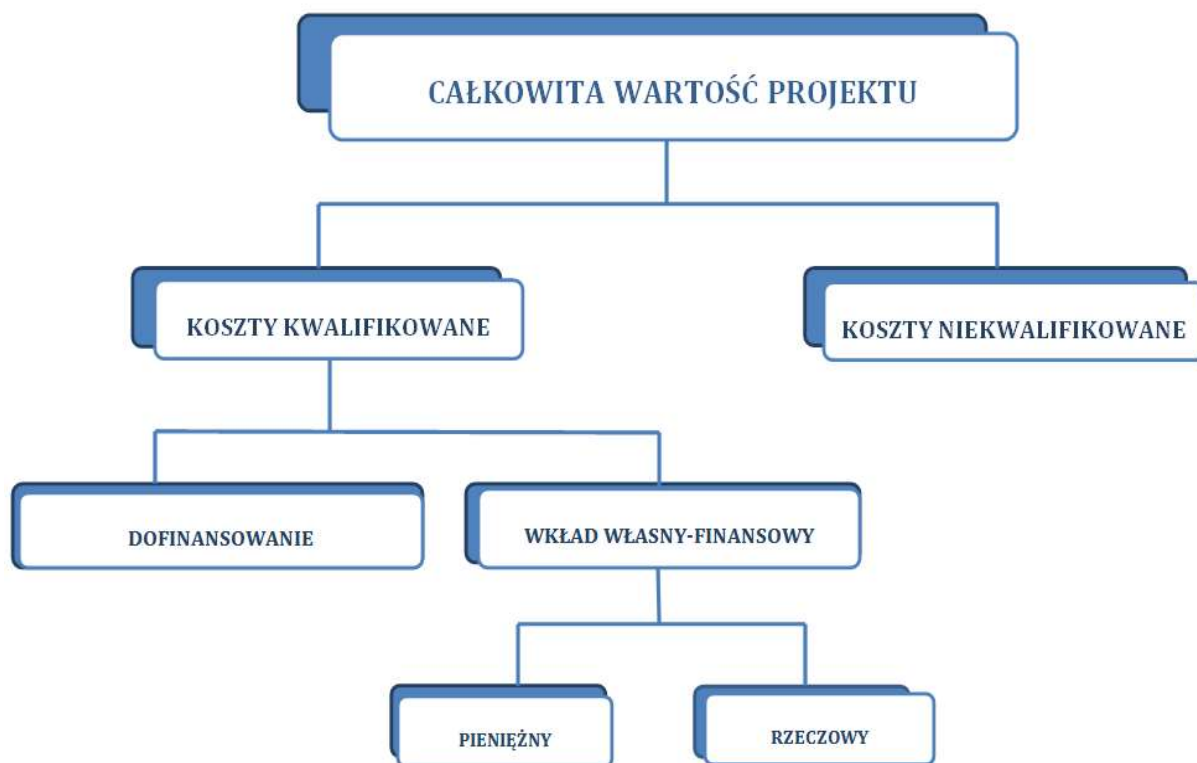 CAŁKOWITA WARTOŚĆ PROJEKTU
KOSZTY KWALIFIKOWANE
KOSZTY NIEKWALIFIKOWANE
DOFINANSOWANIE
WKŁAD WŁASNY-FINANSOWY
PIENIĘŻNY
RZECZOWY